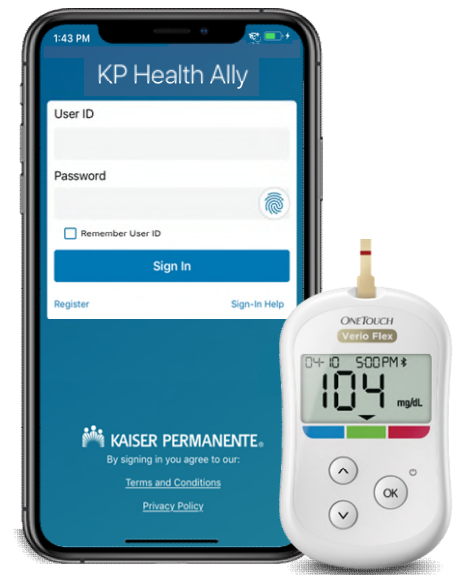 1:43 PM
KP Health Ally
User ID
Password
Remember User ID
Sign In
Register
Sign-In Help
KAISER PERMANENTE®
By signing in you agree to our:
Terms and Conditions
Privacy Policy
ONETOUCH
Verio Flex
04-10 5:00PM
104 mg/dL
OK